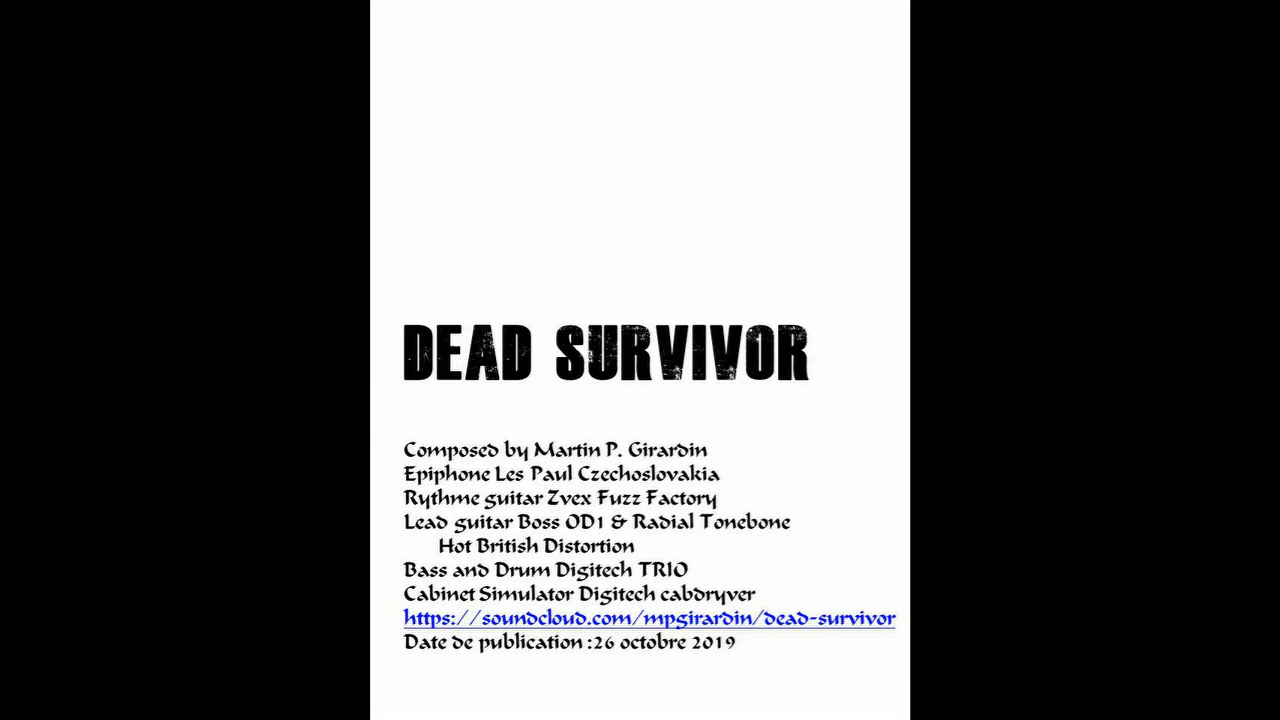 DEAD SURVIVOR
Composed by Martin P. Girardin
Epiphone Les Paul Czechoslovakia
Rythme guitar Zvex Fuzz Factory
Lead guitar Boss OD1 & Radial Tonebone
Hot British Distortion
Bass and Drum Digitech TRIO
Cabinet Simulator Digitech cabdryver
https://soundcloud.com/mpgirardin/dead-survivor
Date de publication :26 octobre 2019